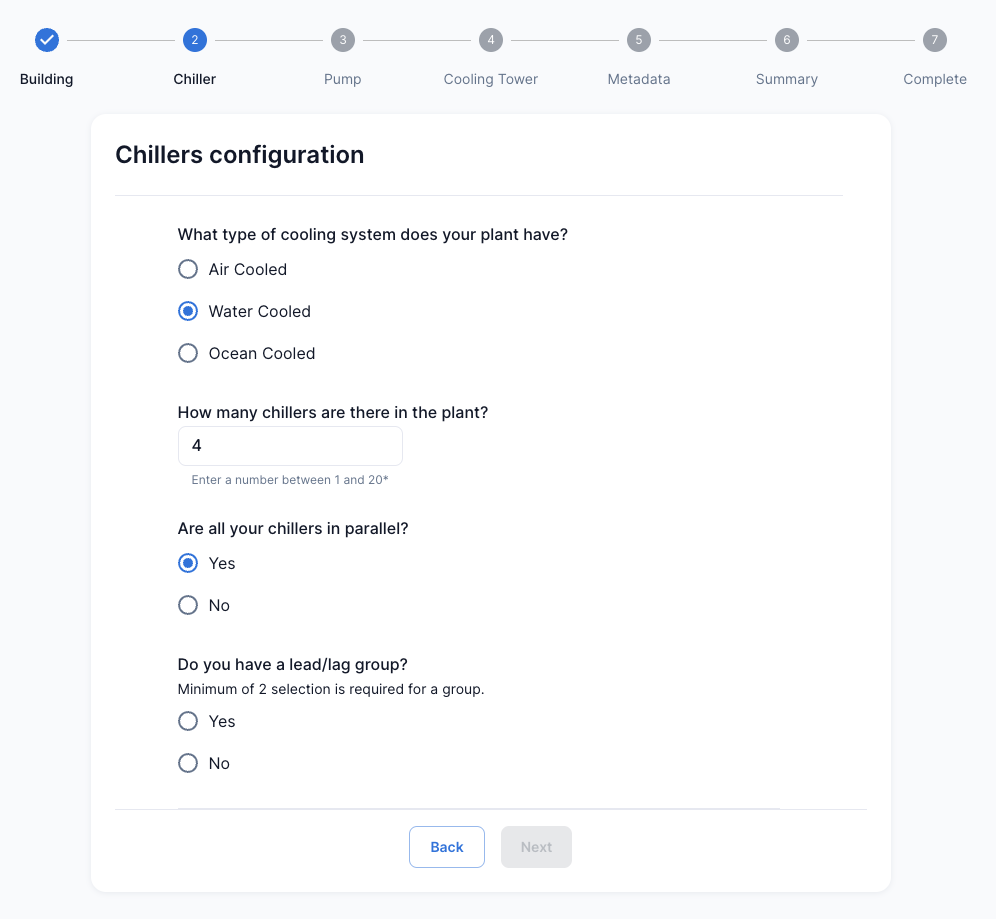 2 3 4 5 6 7
Building Chiller Pump Cooling Tower Metadata Summary Complete
Chillers configuration
What type of cooling system does your plant have?
Air Cooled
Water Cooled
Ocean Cooled
How many chillers are there in the plant?
4
Enter a number between 1 and 20*
Are all your chillers in parallel?
Yes
No
Do you have a lead/lag group?
Minimum of 2 selection is required for a group.
Yes
No
Back Next